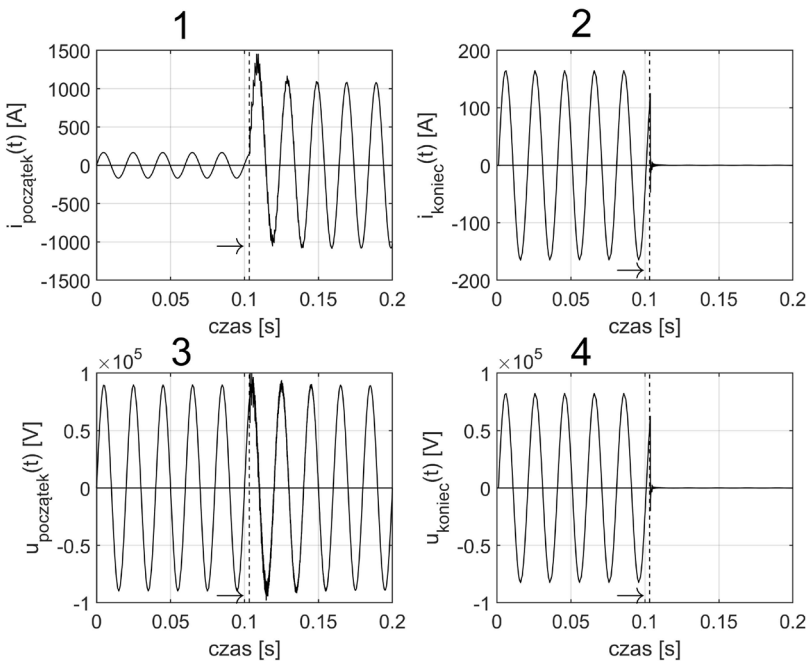 1
1500
1000
500
0
-500
-1000
-1500
i_początek(t) [A]
0 0.05 0.1 0.15 0.2
czas [s]
2
200
100
0
-100
-200
i_koniec(t) [A]
0 0.05 0.1 0.15 0.2
czas [s]
3
×10^5
1
0.5
0
-0.5
-1
u_początek(t) [V]
0 0.05 0.1 0.15 0.2
czas [s]
4
×10^5
1
0.5
0
-0.5
-1
u_koniec(t) [V]
0 0.05 0.1 0.15 0.2
czas [s]